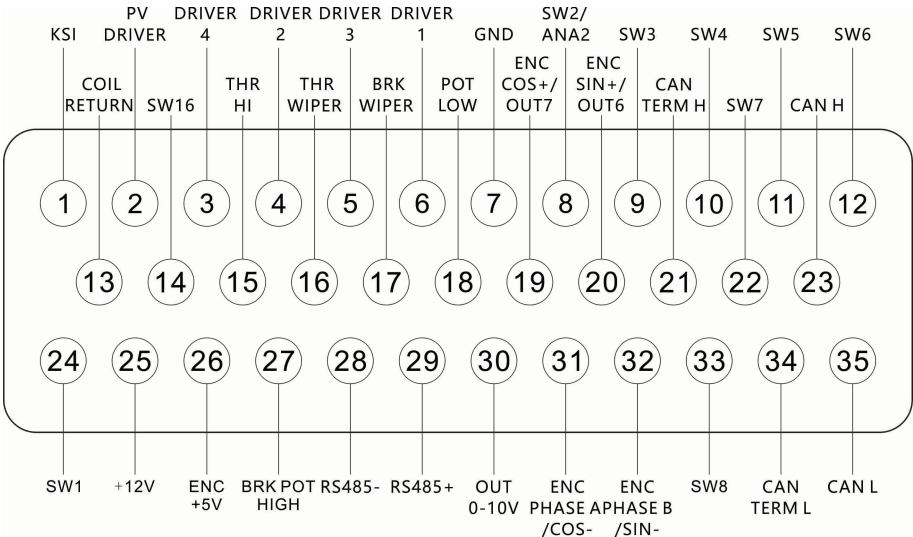 KSI
PV
DRIVER
DRIVER
4
DRIVER
2
DRIVER
3
DRIVER
1
GND
SW2/
ANA2
SW3
SW4
SW5
SW6
COIL
RETURN
SW16
THR
HI
THR
WIPER
BRK
WIPER
POT
LOW
ENC
COS+/
OUT7
ENC
SIN+/
OUT6
CAN
TERM H
SW7
CAN H
1 2 3 4 5 6 7 8 9 10 11 12
13 14 15 16 17 18 19 20 21 22 23
24 25 26 27 28 29 30 31 32 33 34 35
SW1
+12V
ENC
+5V
BRK POT
HIGH
RS485-
RS485+
OUT
0-10V
ENC
PHASE A
/COS-
ENC
PHASE B
/SIN-
SW8
CAN
TERM L
CAN L